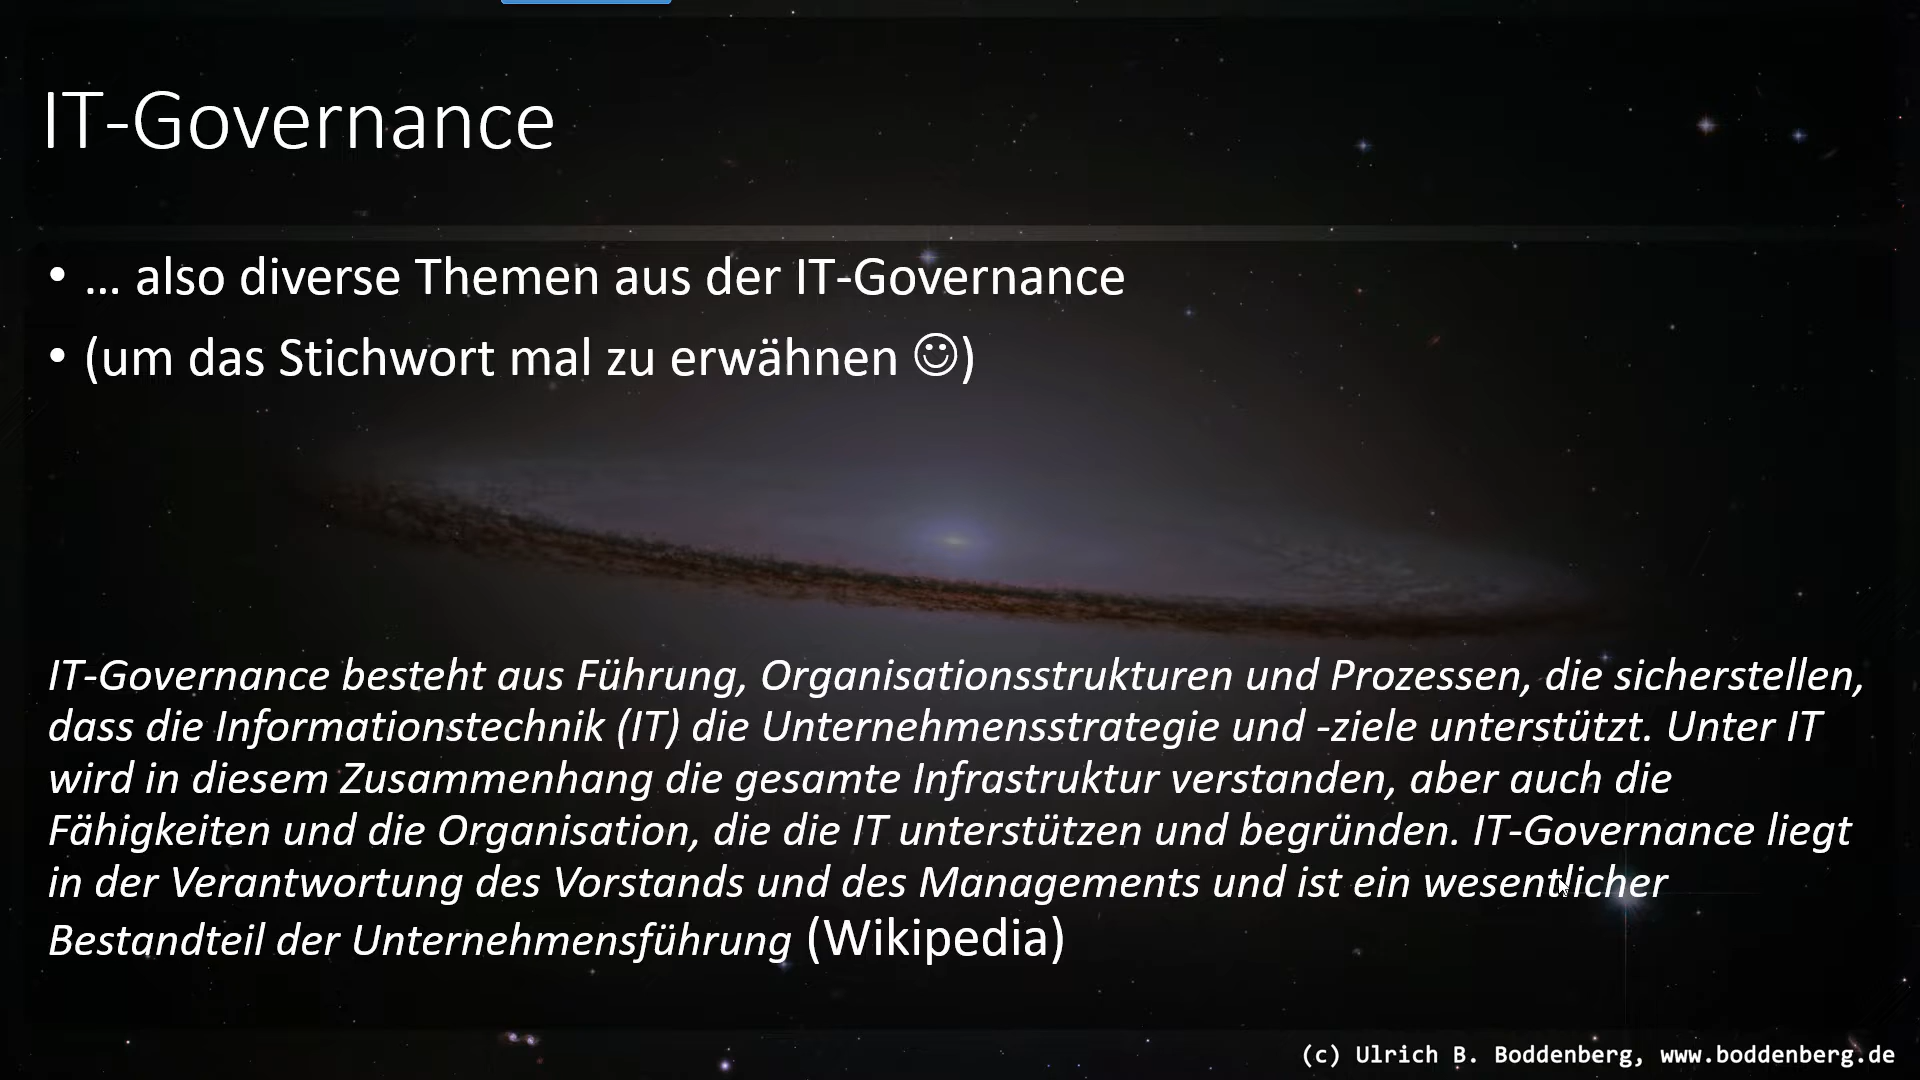 IT-Governance
• … also diverse Themen aus der IT-Governance
• (um das Stichwort mal zu erwähnen ☺)
IT-Governance besteht aus Führung, Organisationsstrukturen und Prozessen, die sicherstellen,
dass die Informationstechnik (IT) die Unternehmensstrategie und -ziele unterstützt. Unter IT
wird in diesem Zusammenhang die gesamte Infrastruktur verstanden, aber auch die
Fähigkeiten und die Organisation, die die IT unterstützen und begründen. IT-Governance liegt
in der Verantwortung des Vorstands und des Managements und ist ein wesentlicher
Bestandteil der Unternehmensführung (Wikipedia)
(c) Ulrich B. Boddenberg, www.boddenberg.de